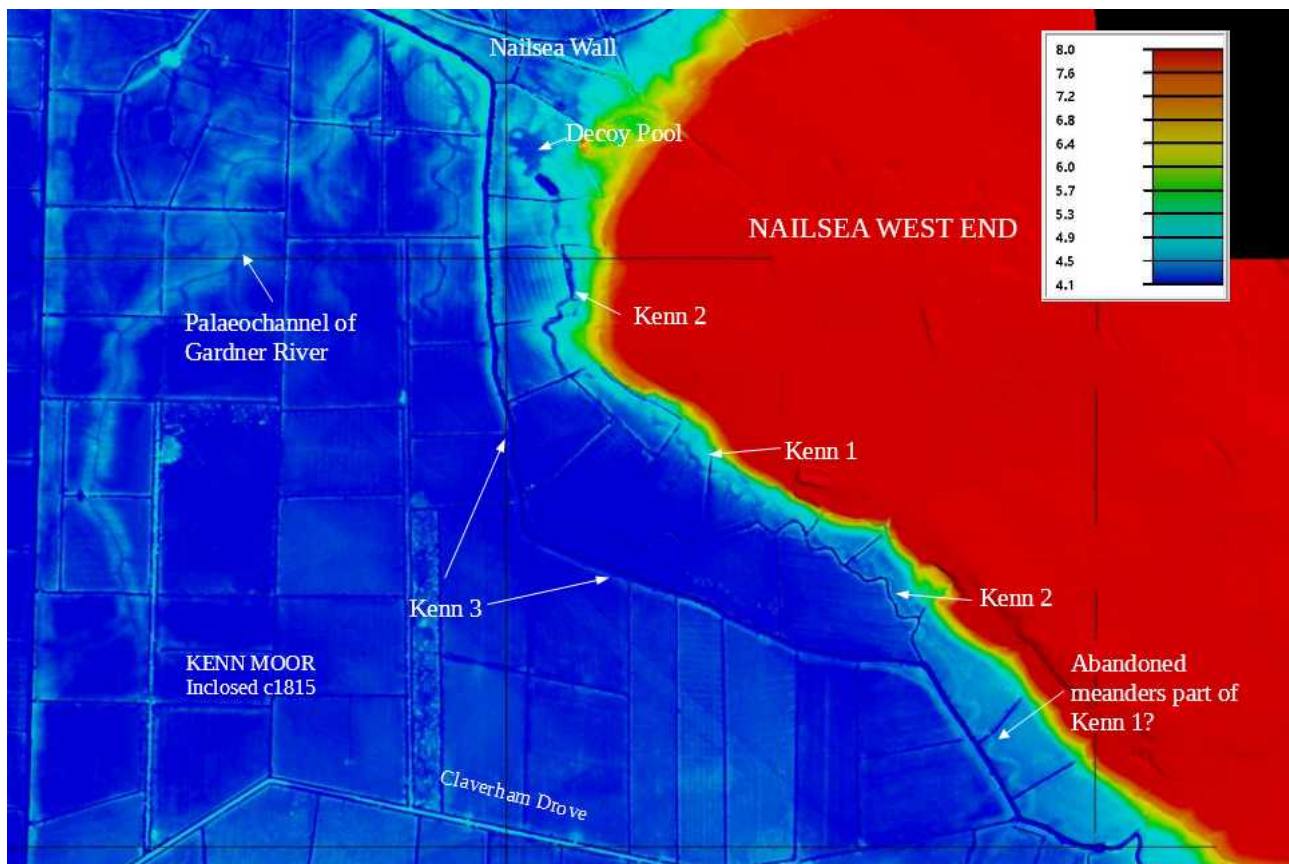 Nailsea Wall
8.0
7.6
7.2
6.8
6.4
6.0
5.7
5.3
4.9
4.5
4.1
Decoy Pool
NAILSEA WEST END
Kenn 2
Palaeochannel of
Gardner River
Kenn 1
Kenn 2
Kenn 3
KENN MOOR
Inclosed c1815
Abandoned
meanders part of
Kenn 1?
Claverham Drove